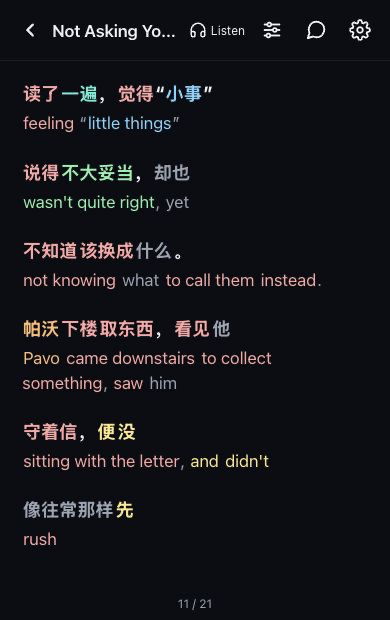 Not Asking Yo...
Listen
读了一遍，觉得“小事”
feeling “little things”
说得不大妥当，却也
wasn't quite right, yet
不知道该换成什么。
not knowing what to call them instead.
帕沃下楼取东西，看见他
Pavo came downstairs to collect
something, saw him
守着信，便没
sitting with the letter, and didn't
像往常那样先
rush
11 / 21